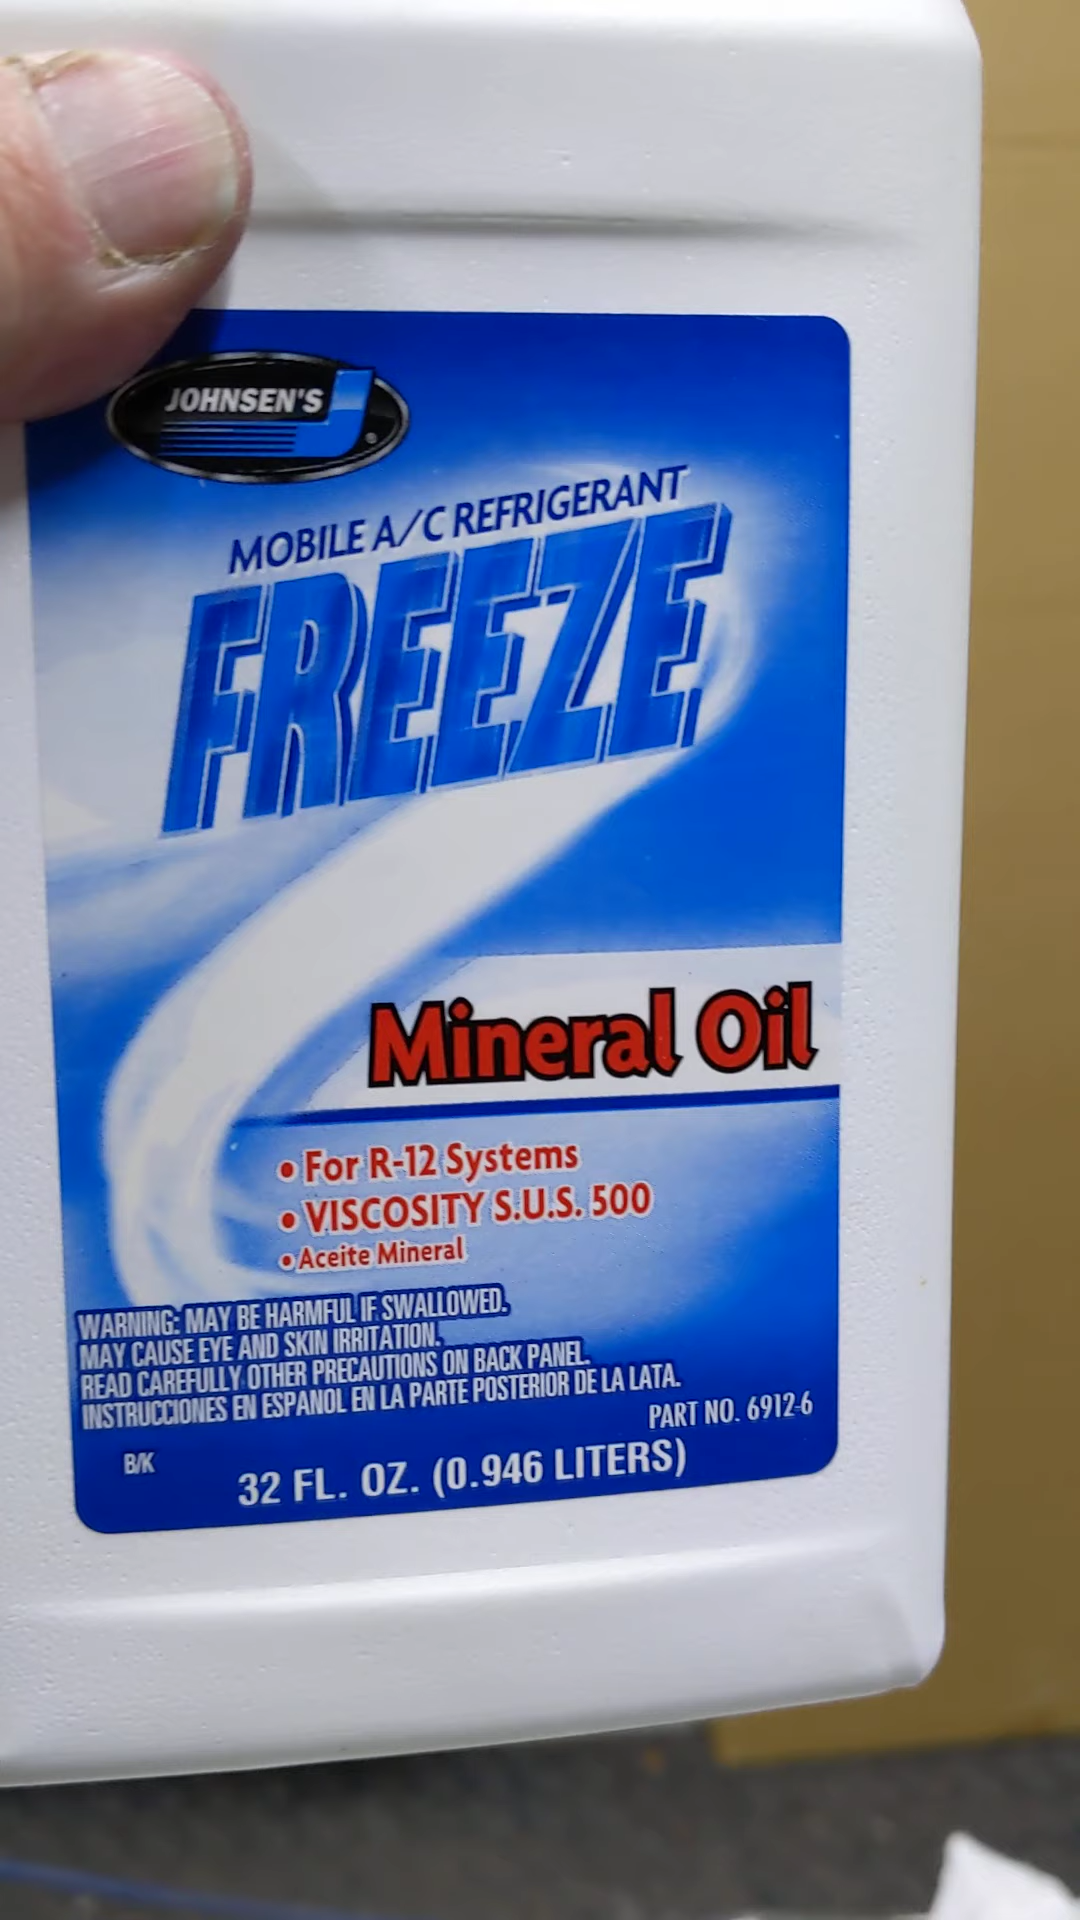 JOHNSEN'S
®
MOBILE A/C REFRIGERANT
FREEZE
Mineral Oil
• For R-12 Systems
• VISCOSITY S.U.S. 500
• Aceite Mineral
WARNING: MAY BE HARMFUL IF SWALLOWED.
MAY CAUSE EYE AND SKIN IRRITATION.
READ CAREFULLY OTHER PRECAUTIONS ON BACK PANEL.
INSTRUCCIONES EN ESPANOL EN LA PARTE POSTERIOR DE LA LATA.
PART NO. 6912-6
B/K
32 FL. OZ. (0.946 LITERS)